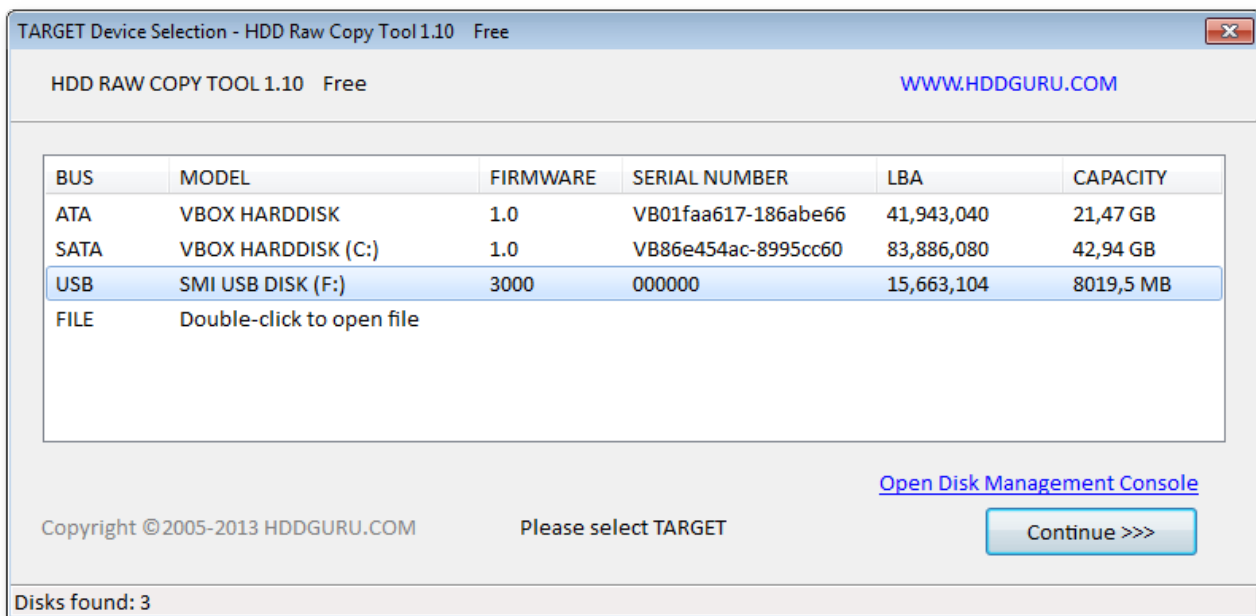 TARGET Device Selection - HDD Raw Copy Tool 1.10 Free
HDD RAW COPY TOOL 1.10 Free WWW.HDDGURU.COM
BUS MODEL FIRMWARE SERIAL NUMBER LBA CAPACITY
ATA VBOX HARDDISK 1.0 VB01faa617-186abe66 41,943,040 21,47 GB
SATA VBOX HARDDISK (C:) 1.0 VB86e454ac-8995cc60 83,886,080 42,94 GB
USB SMI USB DISK (F:) 3000 000000 15,663,104 8019,5 MB
FILE Double-click to open file
Open Disk Management Console
Copyright ©2005-2013 HDDGURU.COM Please select TARGET Continue >>>
Disks found: 3